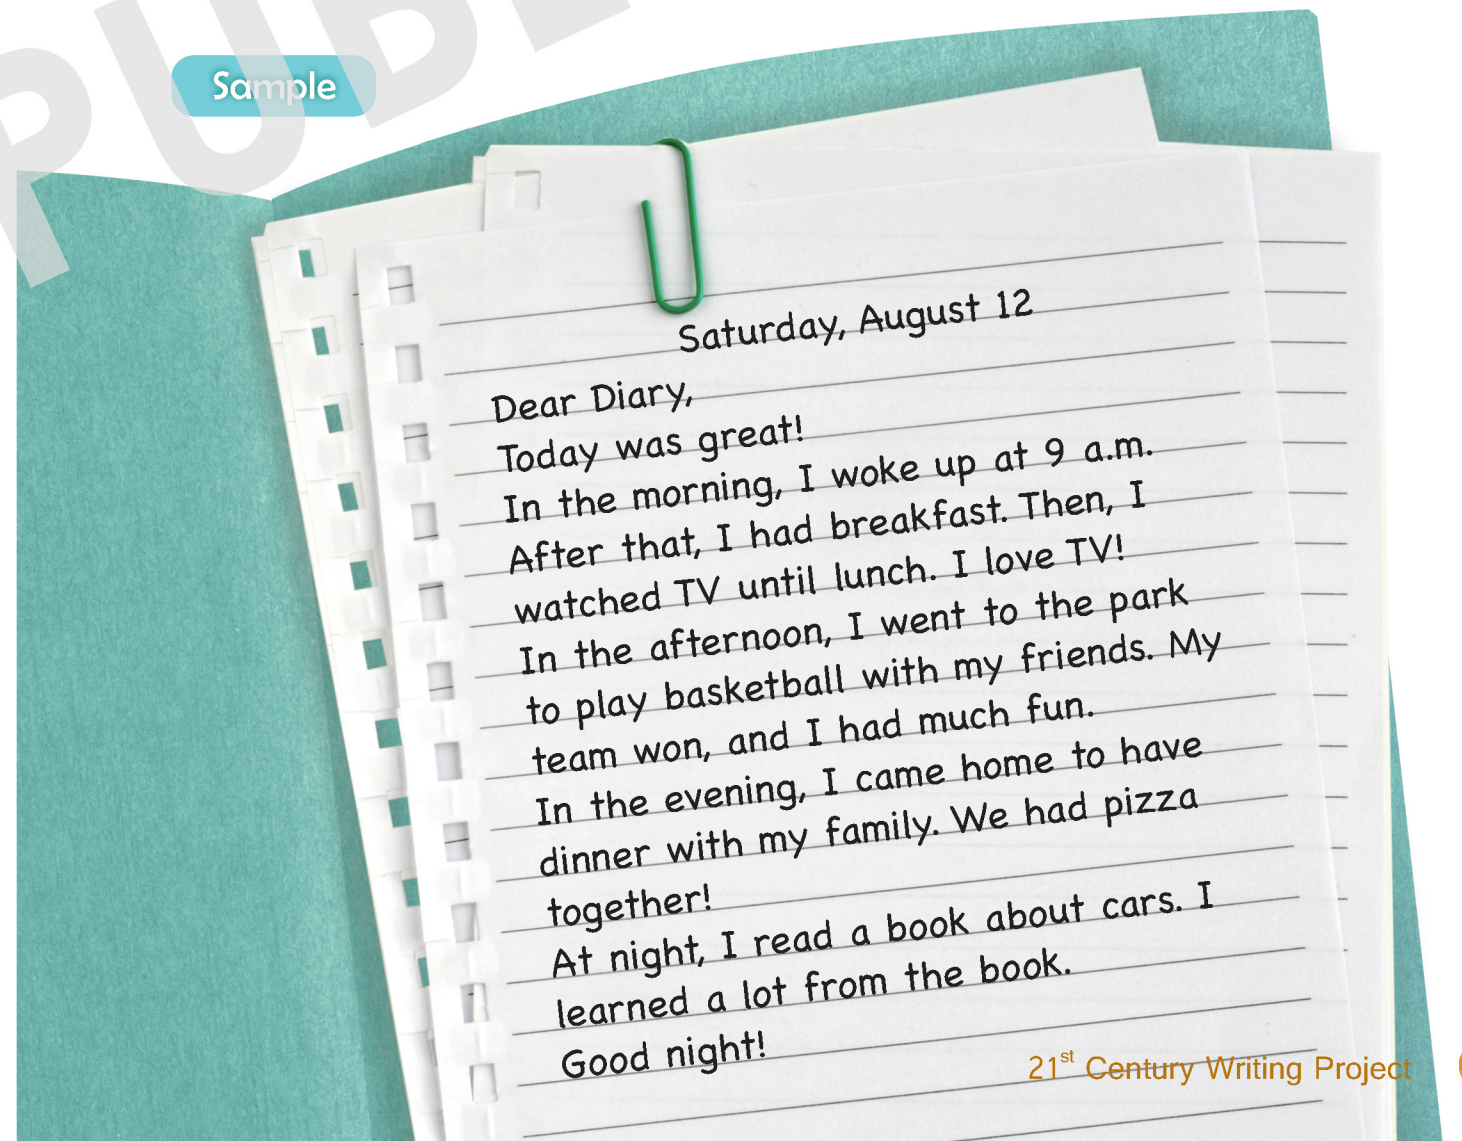 Sample
Saturday, August 12
Dear Diary,
Today was great!
In the morning, I woke up at 9 a.m.
After that, I had breakfast. Then, I
watched TV until lunch. I love TV!
In the afternoon, I went to the park
to play basketball with my friends. My
team won, and I had much fun.
In the evening, I came home to have
dinner with my family. We had pizza
together!
At night, I read a book about cars. I
learned a lot from the book.
Good night!
21st Century Writing Project